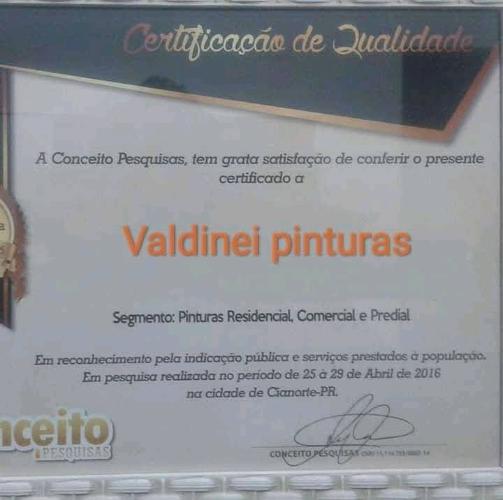 Certificação de Qualidade
A Conceito Pesquisas, tem grata satisfação de conferir o presente
certificado a
Valdinei pinturas
Segmento: Pinturas Residencial, Comercial e Predial
Em reconhecimento pela indicação pública e serviços prestados à população.
Em pesquisa realizada no período de 25 à 29 de Abril de 2016
na cidade de Cianorte-PR.
nceito
PESQUISAS
CONCEITO PESQUISAS